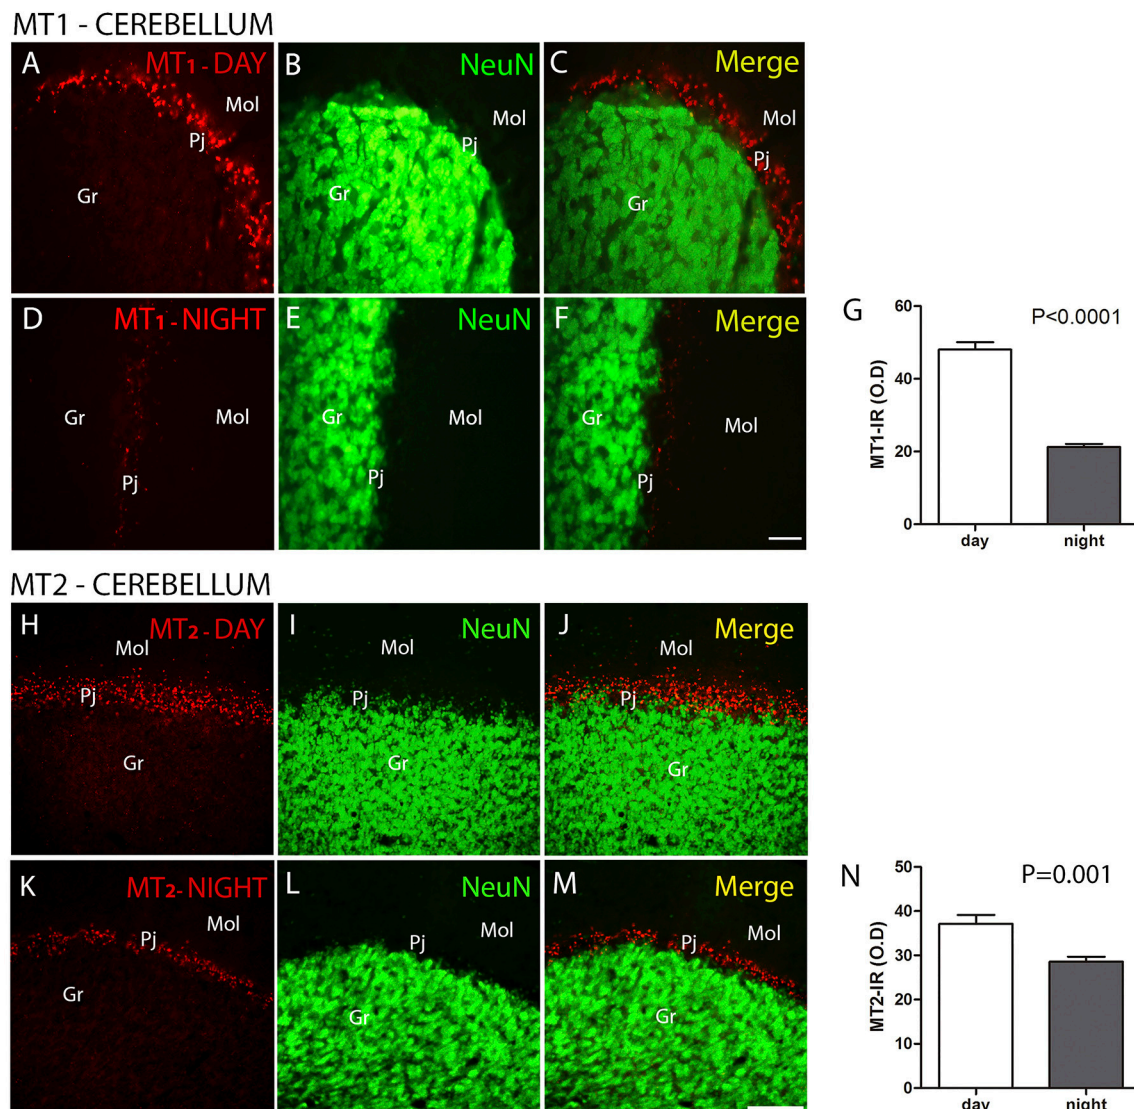 MT1 - CEREBELLUM
A MT1-DAY
Mol
Pj
Gr
B NeuN
Mol
Pj
Gr
C Merge
Mol
Pj
Gr
D MT1-NIGHT
Gr Mol
Pj
E NeuN
Gr Mol
Pj
F Merge
Gr Mol
Pj
G
P<0.0001
MT1-IR (O.D)
60
40
20
0
day night
MT2 - CEREBELLUM
H MT2-DAY
Mol
Pj
Gr
I NeuN
Mol
Pj
Gr
J Merge
Mol
Pj
Gr
K MT2-NIGHT
Mol
Pj
Gr
L NeuN
Mol
Pj
Gr
M Merge
Mol
Pj
Gr
N
P=0.001
MT2-IR (O.D)
50
40
30
20
10
0
day night